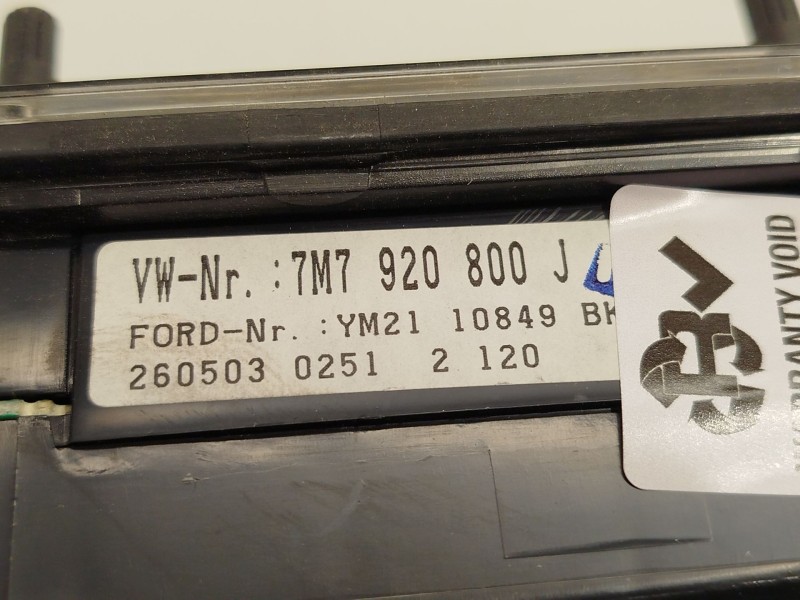 VW-Nr. :7M7 920 800 J
FORD-Nr. :YM21 10849 BK
260503 0251 2 120
WARRANTY VOID